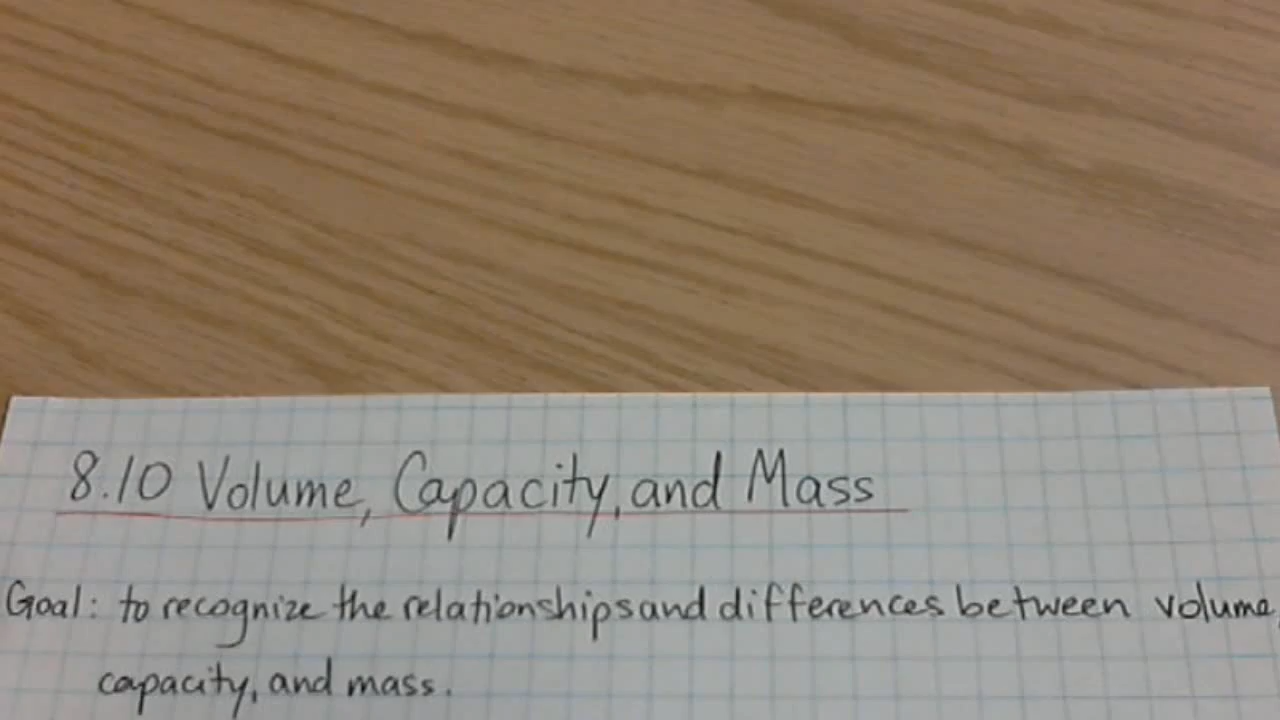 8.10 Volume, Capacity, and Mass
Goal: to recognize the relationships and differences between volume,
capacity, and mass.